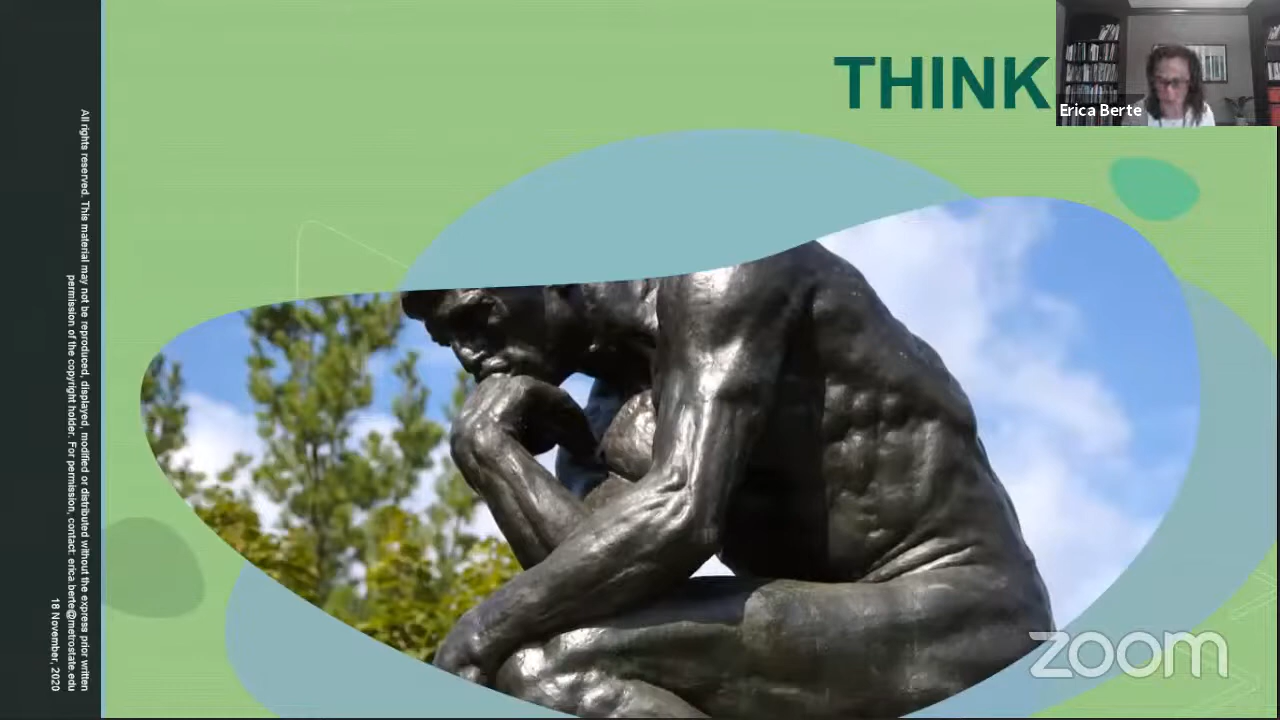 THINK
Erica Berte
All rights reserved. This material may not be reproduced, displayed, modified or distributed without the express prior written
permission of the copyright holder. For permission, contact: erica.berte@metrostate.edu
18 November, 2020
zoom